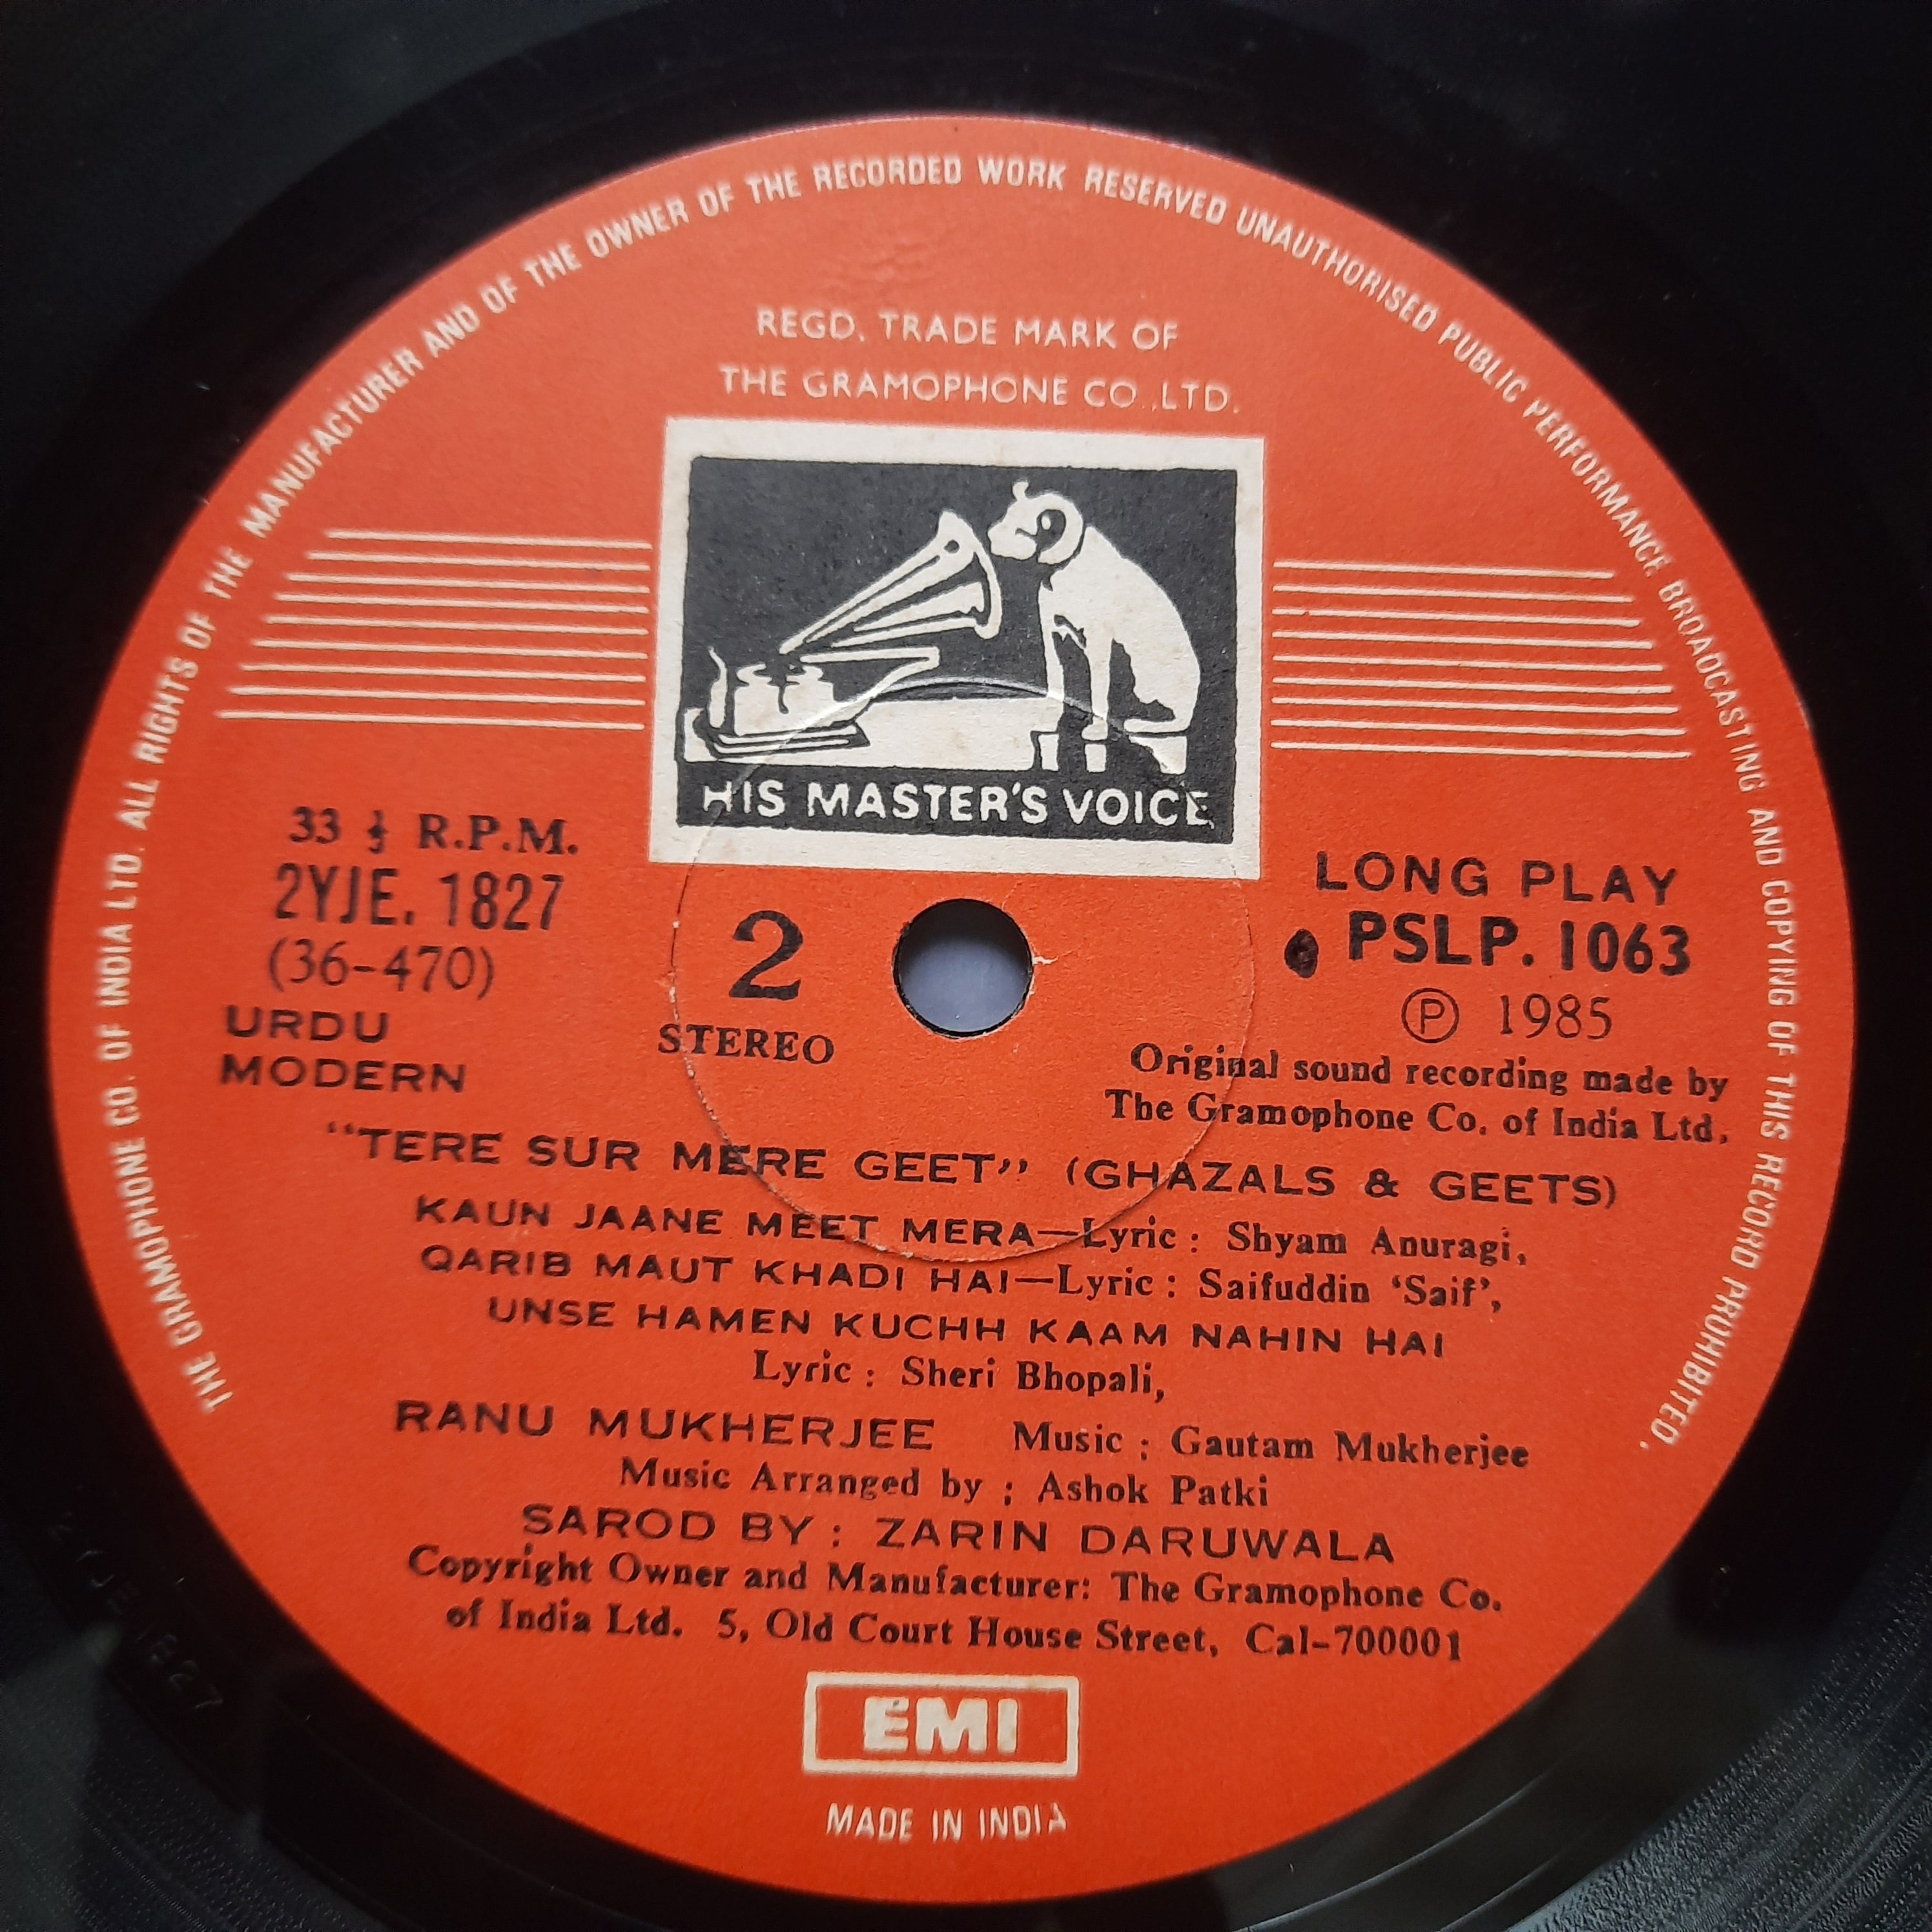 THE GRAMOPHONE CO. OF INDIA LTD. ALL RIGHTS OF THE MANUFACTURER AND OF THE OWNER OF THE RECORDED WORK RESERVED UNAUTHORISED PUBLIC PERFORMANCE BROADCASTING AND COPYING OF THIS RECORD PROHIBITED.
REGD. TRADE MARK OF
THE GRAMOPHONE CO.,LTD.
HIS MASTER'S VOICE
33 ⅓ R.P.M.
2YJE. 1827
(36-470)
URDU
MODERN
2
STEREO
LONG PLAY
PSLP. 1063
Ⓟ 1985
Original sound recording made by
The Gramophone Co. of India Ltd.
"TERE SUR MERE GEET" (GHAZALS & GEETS)
KAUN JAANE MEET MERA—Lyric : Shyam Anuragi,
QARIB MAUT KHADI HAI—Lyric : Saifuddin 'Saif',
UNSE HAMEN KUCHH KAAM NAHIN HAI
Lyric : Sheri Bhopali,
RANU MUKHERJEE Music : Gautam Mukherjee
Music Arranged by : Ashok Patki
SAROD BY : ZARIN DARUWALA
Copyright Owner and Manufacturer: The Gramophone Co.
of India Ltd. 5, Old Court House Street, Cal-700001
EMI
MADE IN INDIA
2YJE 1827